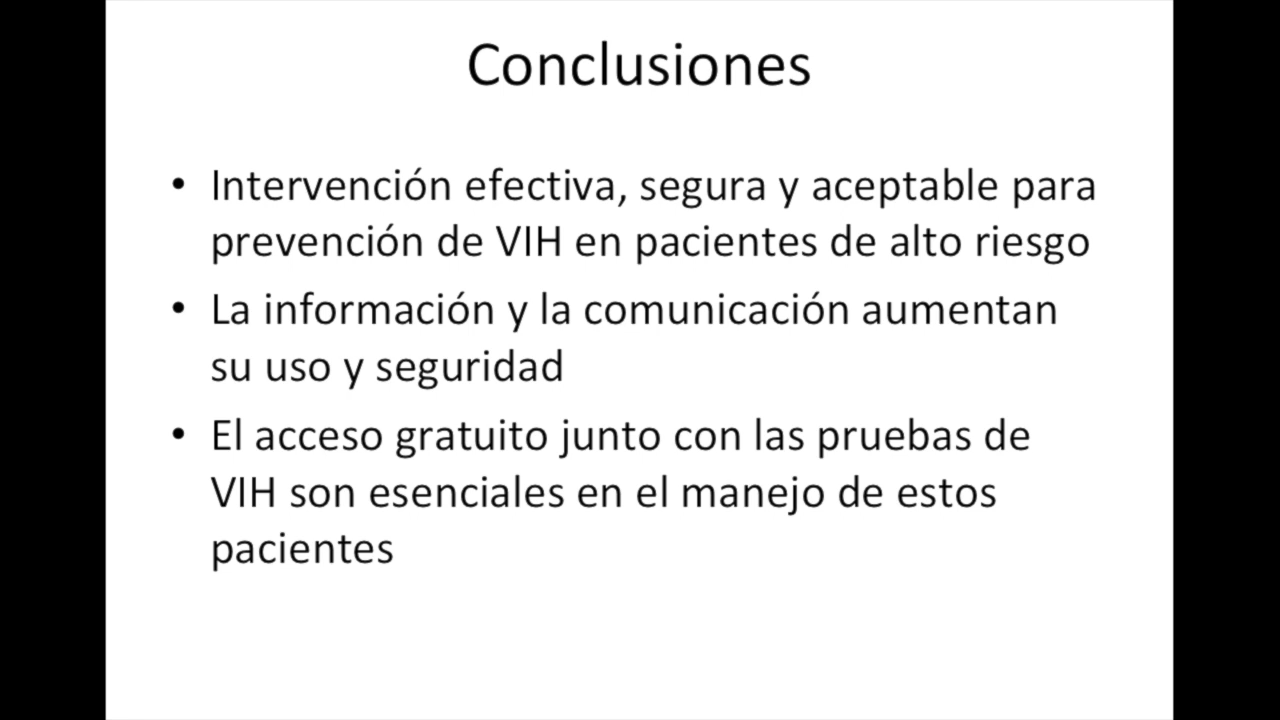 Conclusiones
• Intervención efectiva, segura y aceptable para
prevención de VIH en pacientes de alto riesgo
• La información y la comunicación aumentan
su uso y seguridad
• El acceso gratuito junto con las pruebas de
VIH son esenciales en el manejo de estos
pacientes